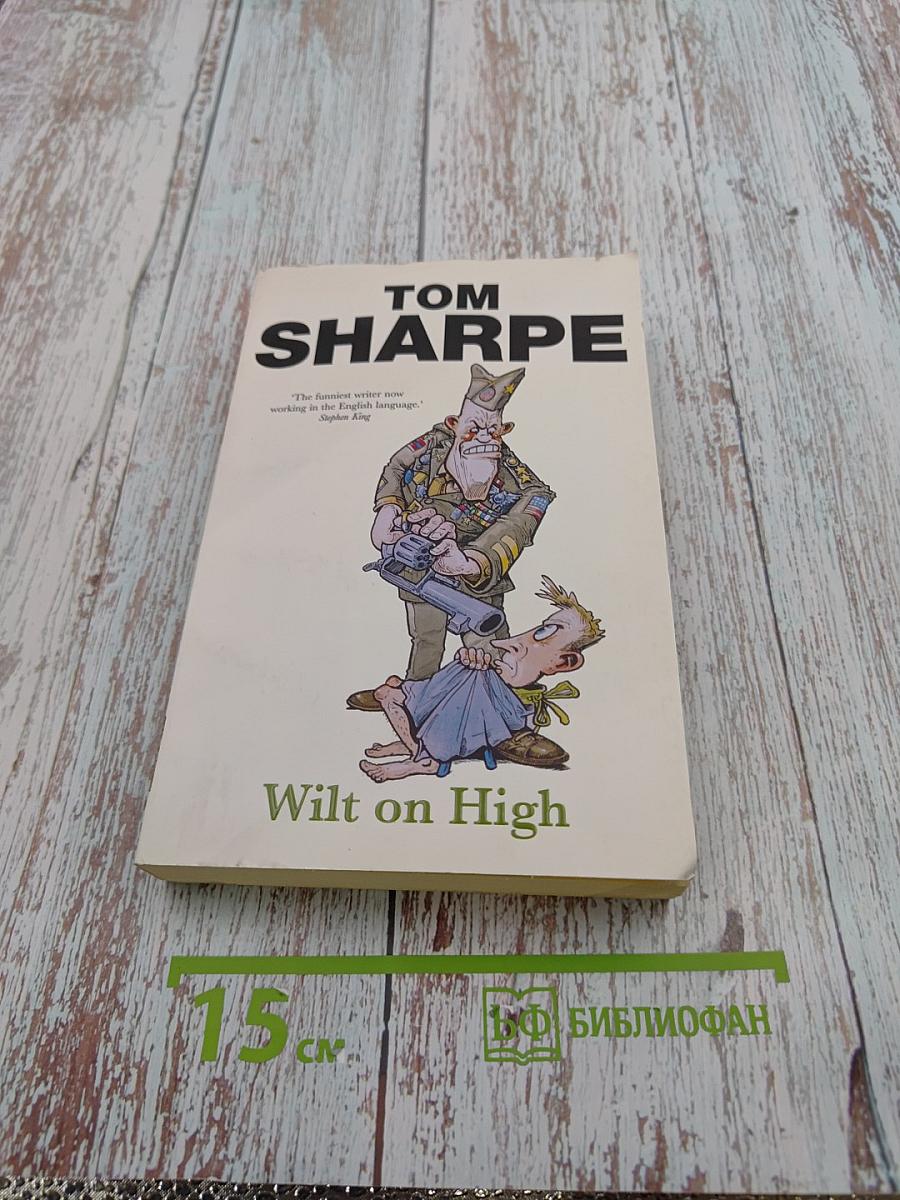 TOM
SHARPE
'The funniest writer now
working in the English language.'
Stephen King
Wilt on High
15 см
БФ БИБЛИОФАН